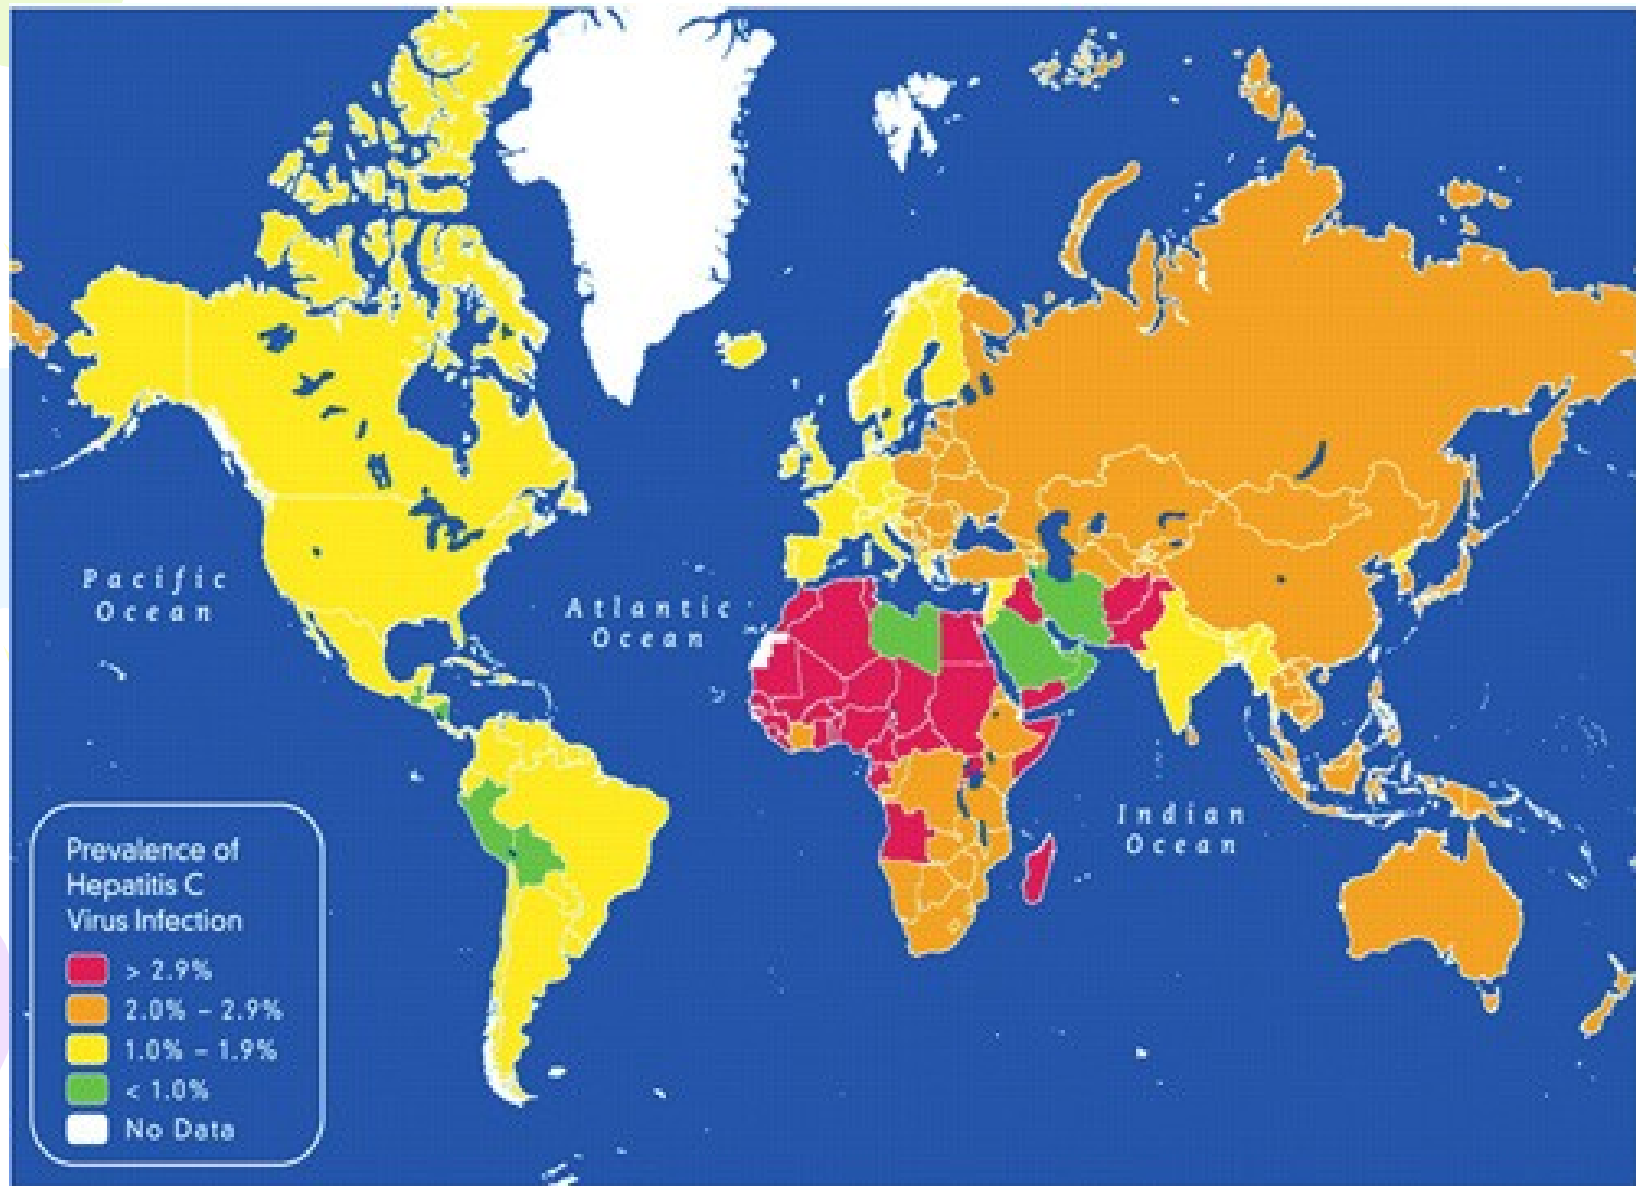 Pacific
Ocean
Atlantic
Ocean
Indian
Ocean
Prevalence of
Hepatitis C
Virus Infection
> 2.9%
2.0% – 2.9%
1.0% – 1.9%
< 1.0%
No Data